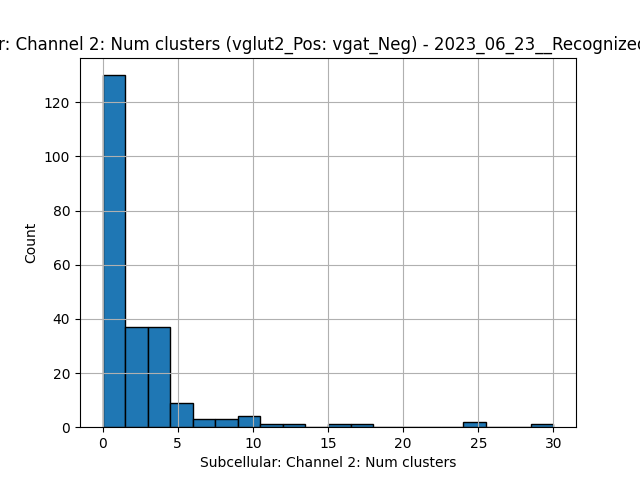 r: Channel 2: Num clusters (vglut2_Pos: vgat_Neg) - 2023_06_23__Recognized
120
100
80
60
40
20
0
Count
0 5 10 15 20 25 30
Subcellular: Channel 2: Num clusters